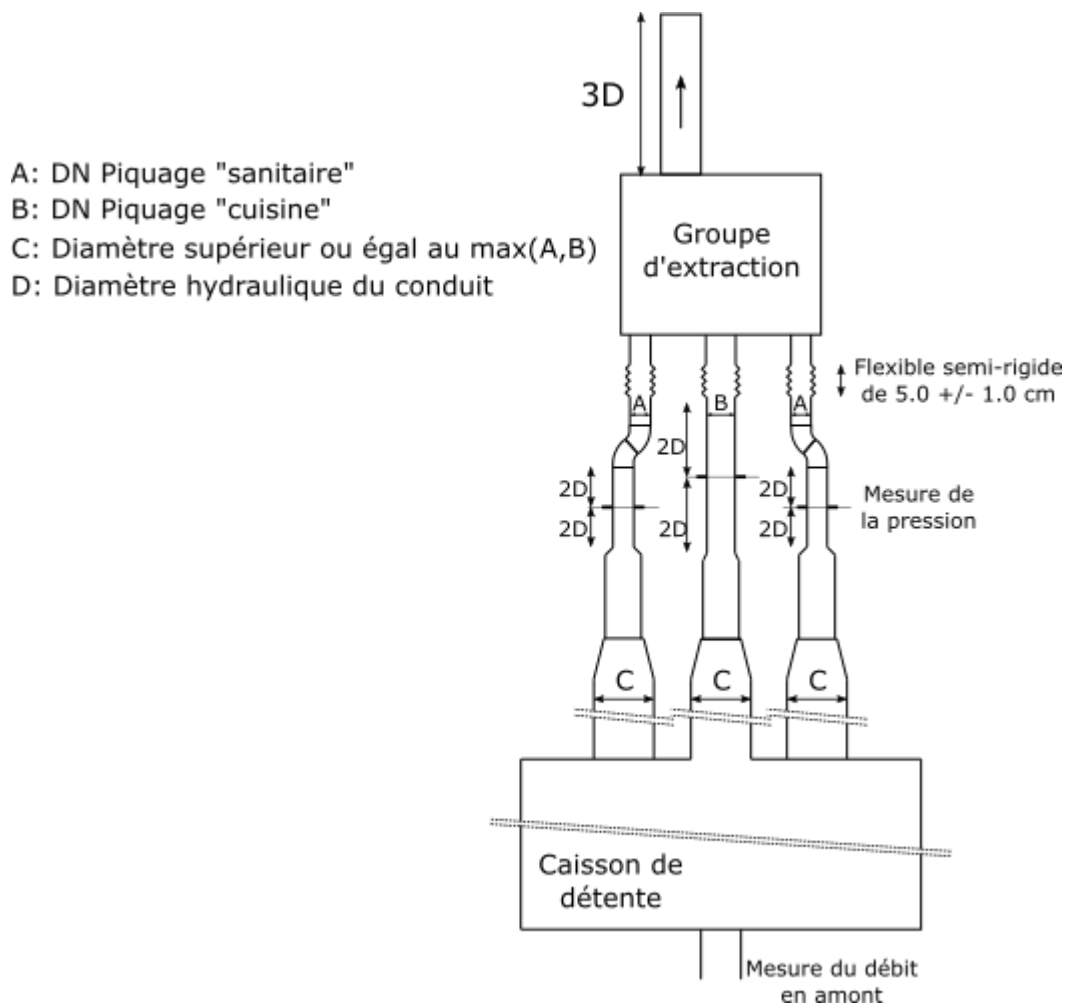 3D
A: DN Piquage "sanitaire"
B: DN Piquage "cuisine"
C: Diamètre supérieur ou égal au max(A,B)
D: Diamètre hydraulique du conduit
Groupe
d'extraction
Flexible semi-rigide
de 5.0 +/- 1.0 cm
A
B
A
2D
2D
2D
2D
2D
2D
Mesure de
la pression
C
C
C
Caisson de
détente
Mesure du débit
en amont